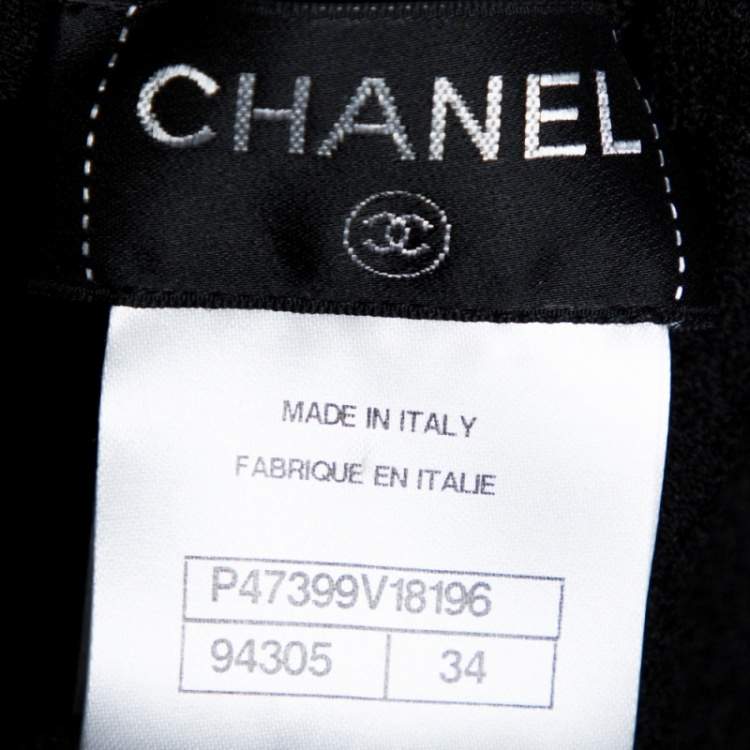 CHANEL
MADE IN ITALY
FABRIQUE EN ITALIE
P47399V18196
94305 34